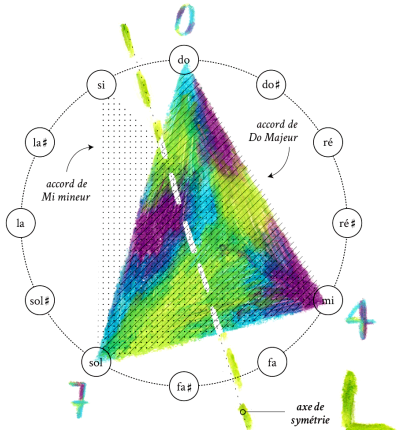 0
do
si
do♯
accord de
Do Majeur
la♯
ré
accord de
Mi mineur
la
ré♯
sol♯
mi
4
sol
fa
fa♯
7
axe de
symétrie
L